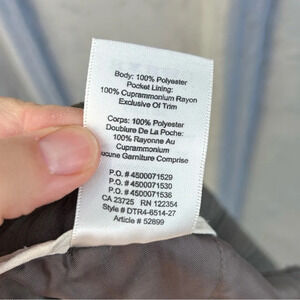 Body: 100% Polyester
Pocket Lining:
100% Cuprammonium Rayon
Exclusive Of Trim
Corps: 100% Polyester
Doublure De La Poche:
100% Rayonne Au
Cuprammonium
ucune Garniture Comprise
P.O. # 4500071529
P.O. # 4500071530
P.O. # 4500071536
CA 23725 RN 122354
Style # DTR4-6514-27
Article # 52899